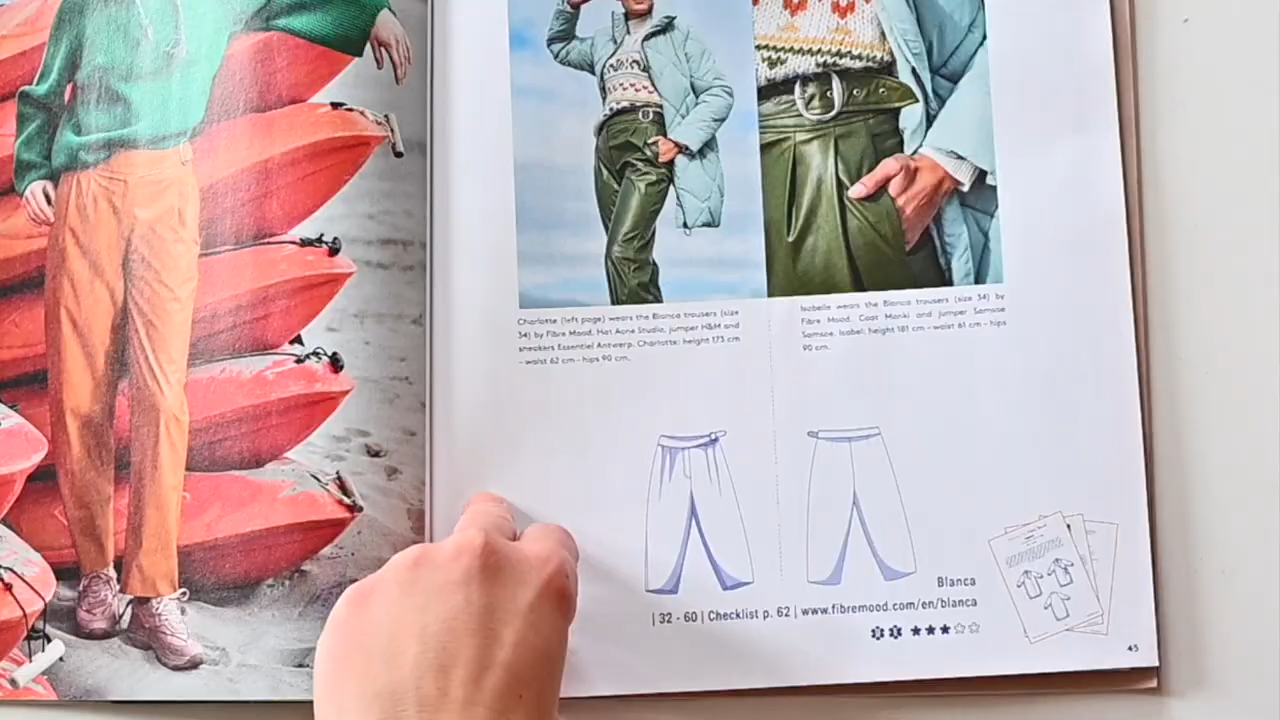 Charlotte (left page) wears the Blanca trousers (size
34) by Fibre Mood. Hat Acne Studio, jumper H&M and
sneakers Essentiel Antwerp. Charlotte: height 173 cm
– waist 62 cm – hips 90 cm.
Isabelle wears the Blanca trousers (size 34) by
Fibre Mood. Coat Monki and jumper Samsoe
Samsoe. Isabel: height 181 cm – waist 61 cm – hips
90 cm.
Blanca
| 32 - 60 | Checklist p. 62 | www.fibremood.com/en/blanca
45